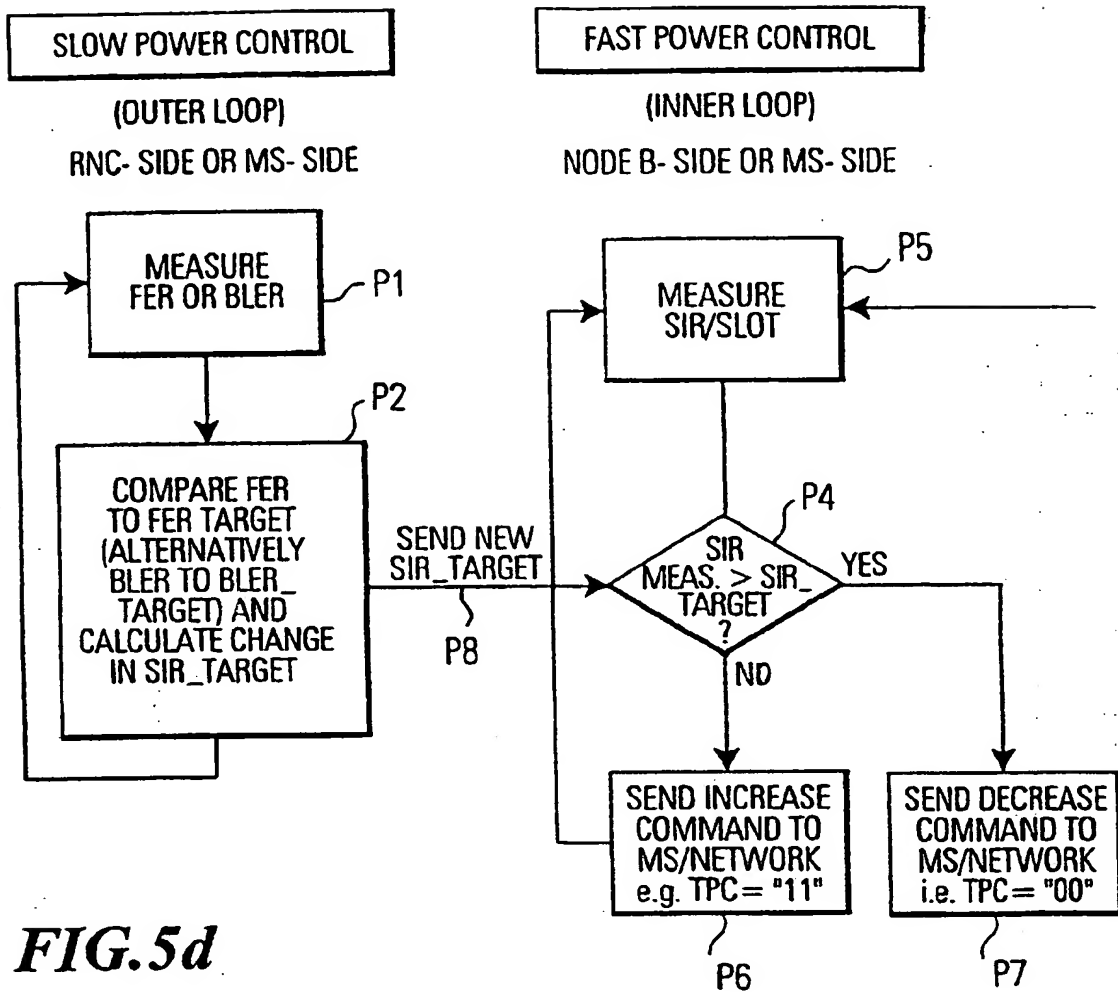 SLOW POWER CONTROL
(OUTER LOOP)
RNC- SIDE OR MS- SIDE
MEASURE
FER OR BLER
P1
P2
COMPARE FER
TO FER TARGET
(ALTERNATIVELY
BLER TO BLER_
TARGET) AND
CALCULATE CHANGE
IN SIR_TARGET
SEND NEW
SIR_TARGET
P8
FAST POWER CONTROL
(INNER LOOP)
NODE B- SIDE OR MS- SIDE
P5
MEASURE
SIR/SLOT
P4
SIR
MEAS. > SIR_
TARGET
?
YES
NO
SEND INCREASE
COMMAND TO
MS/NETWORK
e.g. TPC = "11"
P6
SEND DECREASE
COMMAND TO
MS/NETWORK
i.e. TPC = "00"
P7
FIG.5d